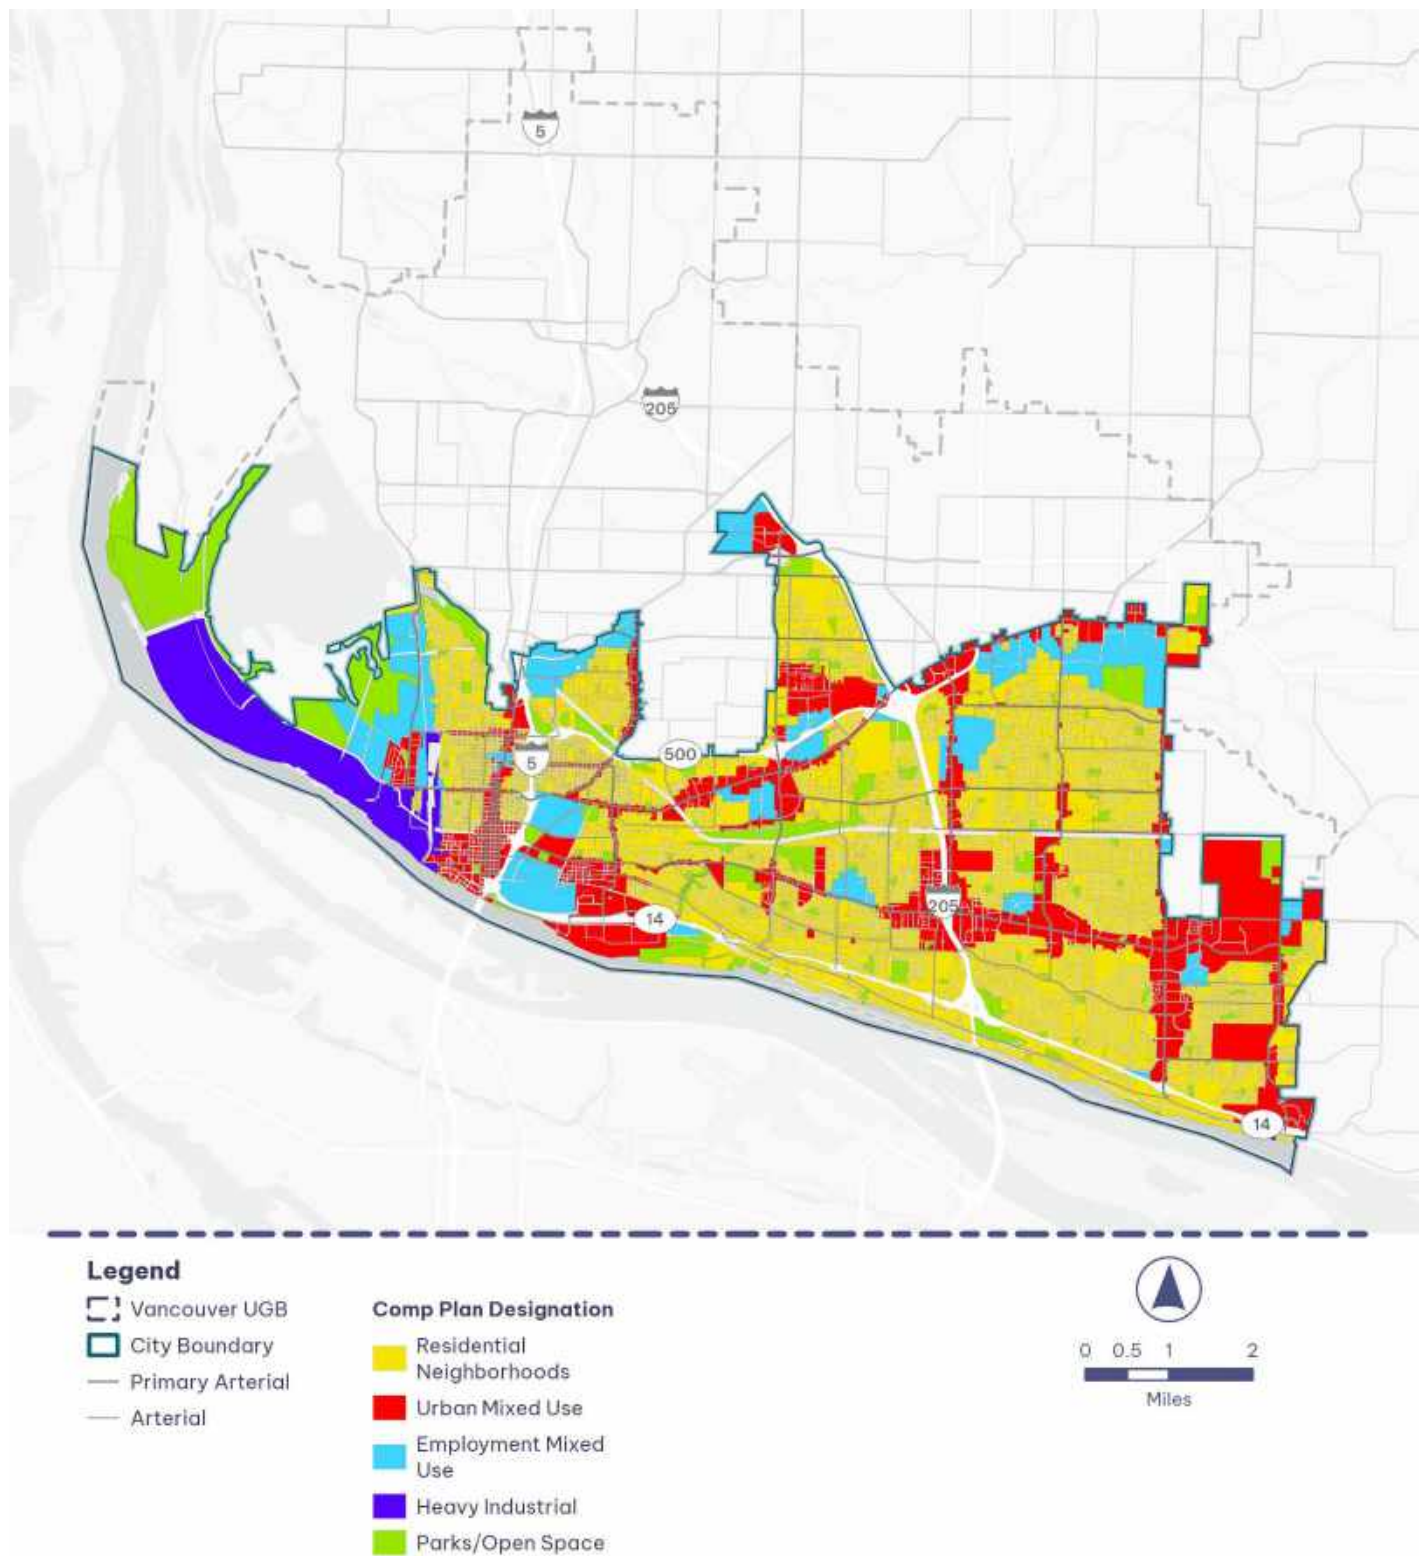 5
205
500
5
14
205
14
Legend
Vancouver UGB
City Boundary
Primary Arterial
Arterial
Comp Plan Designation
Residential
Neighborhoods
Urban Mixed Use
Employment Mixed
Use
Heavy Industrial
Parks/Open Space
0 0.5 1 2
Miles